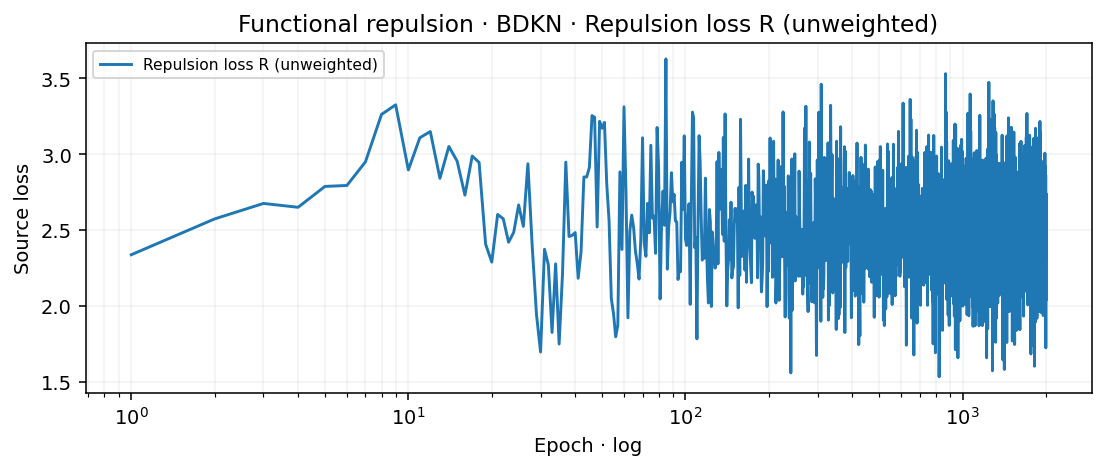 Functional repulsion · BDKN · Repulsion loss R (unweighted)
Repulsion loss R (unweighted)
Source loss
3.5
3.0
2.5
2.0
1.5
10⁰ 10¹ 10² 10³
Epoch · log